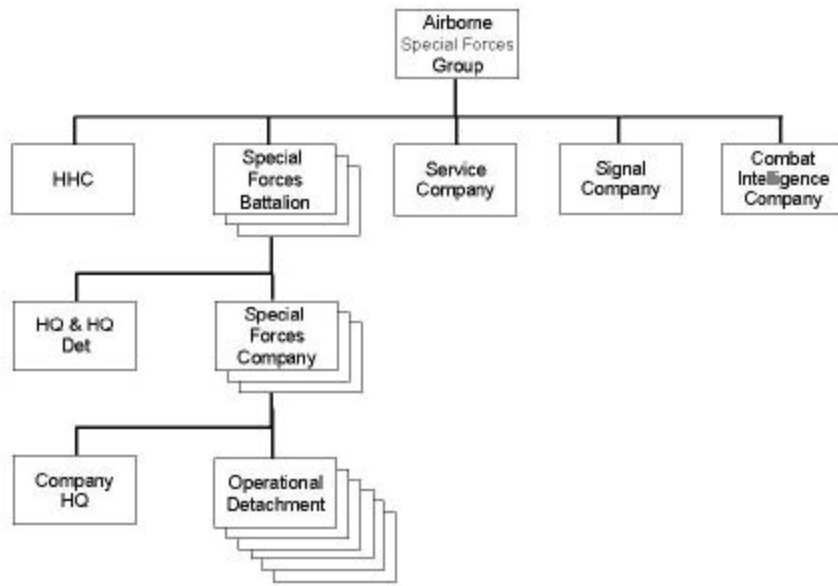 Airborne
Special Forces
Group
HHC
Special
Forces
Battalion
Service
Company
Signal
Company
Combat
Intelligence
Company
HQ & HQ
Det
Special
Forces
Company
Company
HQ
Operational
Detachment